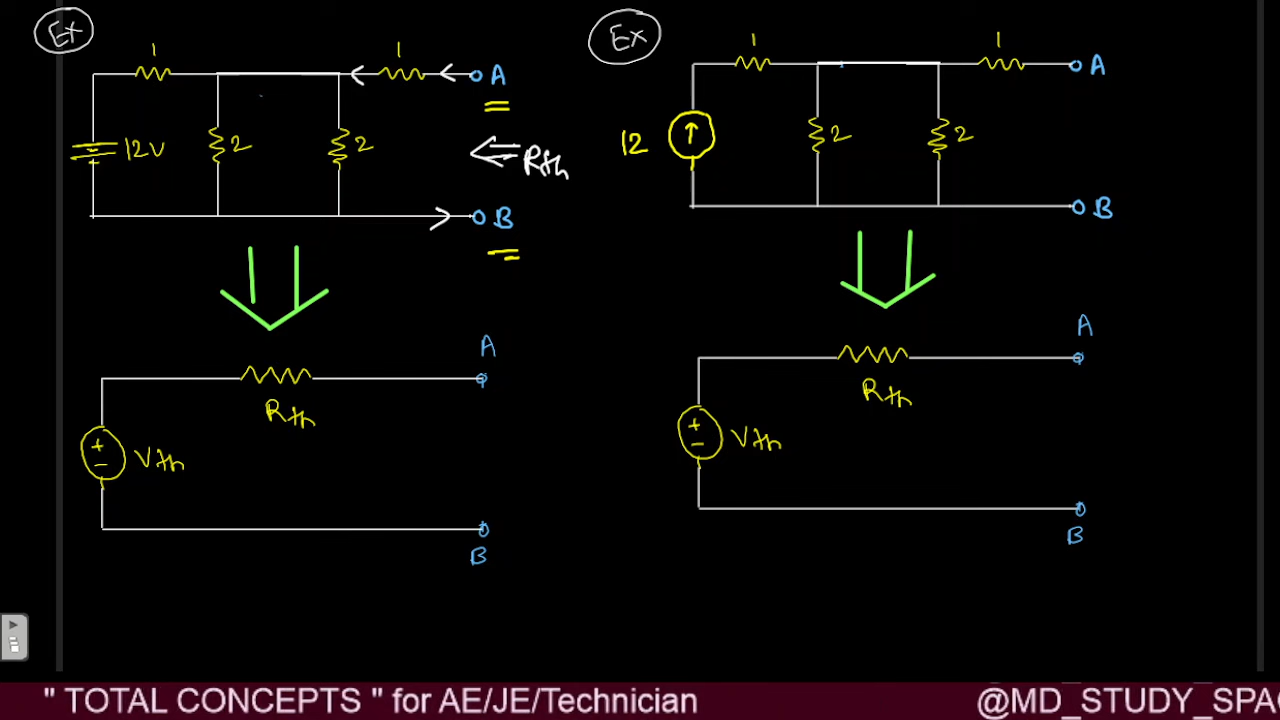 Ex
1
1
A
12V
2
2
Rth
B
Rth
A
Vth
B
Ex
1
1
A
12
2
2
B
Rth
A
Vth
B
" TOTAL CONCEPTS " for AE/JE/Technician
@MD_STUDY_SPA